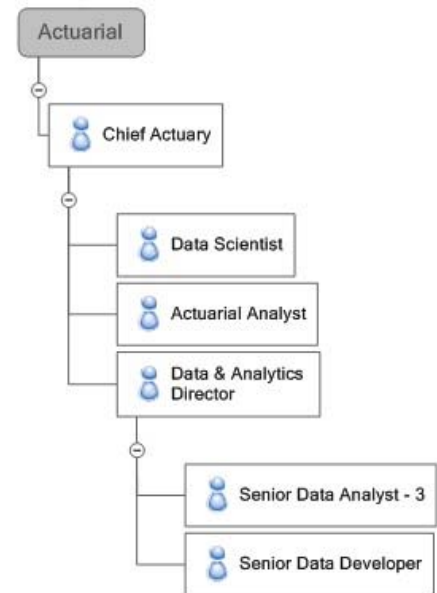 Actuarial
Chief Actuary
Data Scientist
Actuarial Analyst
Data & Analytics
Director
Senior Data Analyst - 3
Senior Data Developer